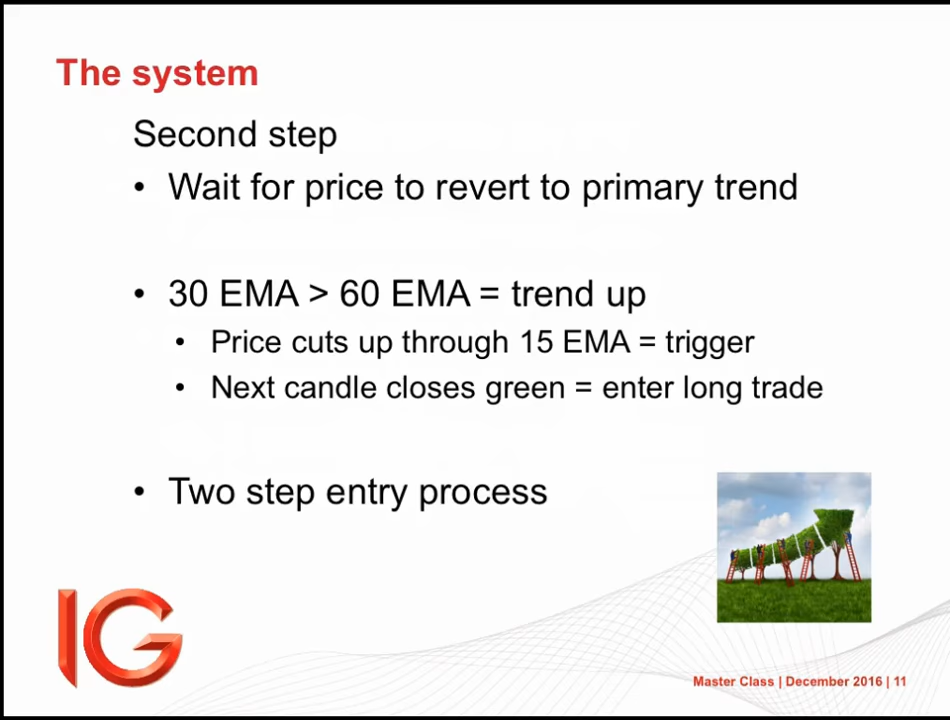 The system
Second step
• Wait for price to revert to primary trend
• 30 EMA > 60 EMA = trend up
• Price cuts up through 15 EMA = trigger
• Next candle closes green = enter long trade
• Two step entry process
IG
Master Class | December 2016 | 11